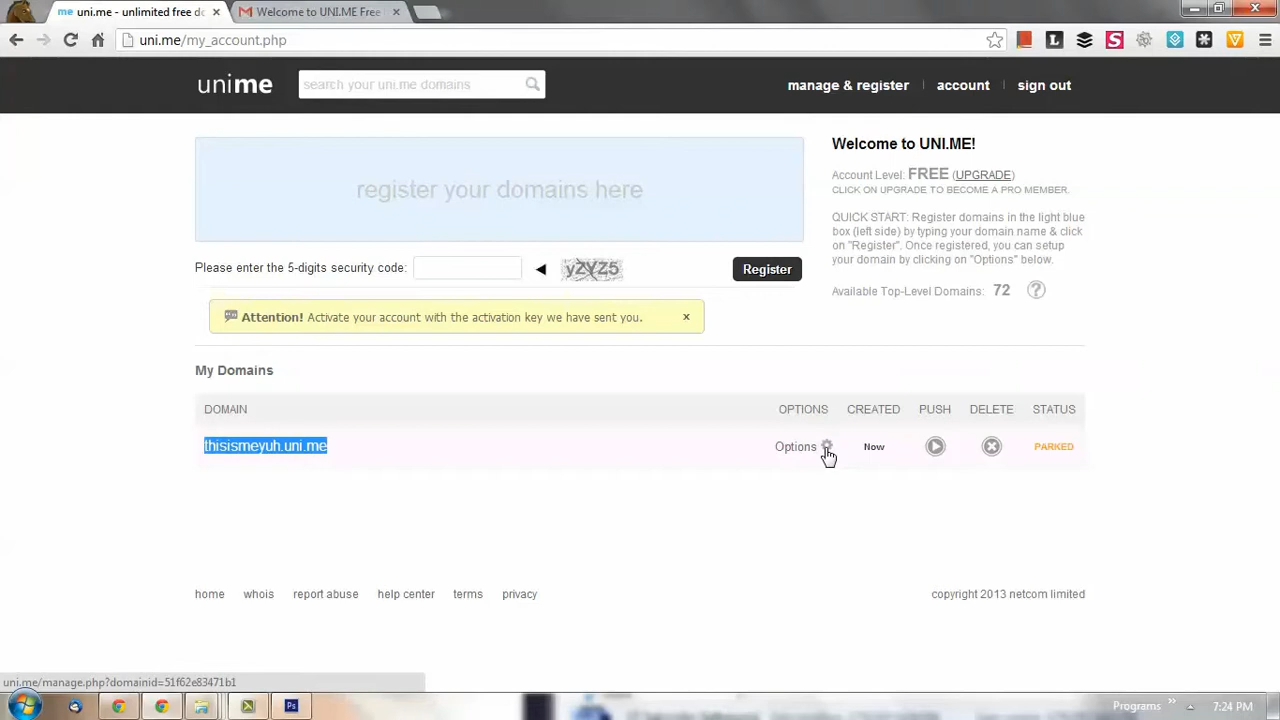 uni.me - unlimited free do
Welcome to UNI.ME Free
uni.me/my_account.php
unime
search your uni.me domains
manage & register
account
sign out
register your domains here
Welcome to UNI.ME!
Account Level: FREE (UPGRADE)
CLICK ON UPGRADE TO BECOME A PRO MEMBER.
QUICK START: Register domains in the light blue
box (left side) by typing your domain name & click
on "Register". Once registered, you can setup
your domain by clicking on "Options" below.
Available Top-Level Domains: 72 ?
Please enter the 5-digits security code:
yZYZ5
Register
Attention! Activate your account with the activation key we have sent you.
My Domains
DOMAIN OPTIONS CREATED PUSH DELETE STATUS
thisismeyuh.uni.me Options Now PARKED
home whois report abuse help center terms privacy
copyright 2013 netcom limited
uni.me/manage.php?domainid=51f62e83471b1
Programs
7:24 PM